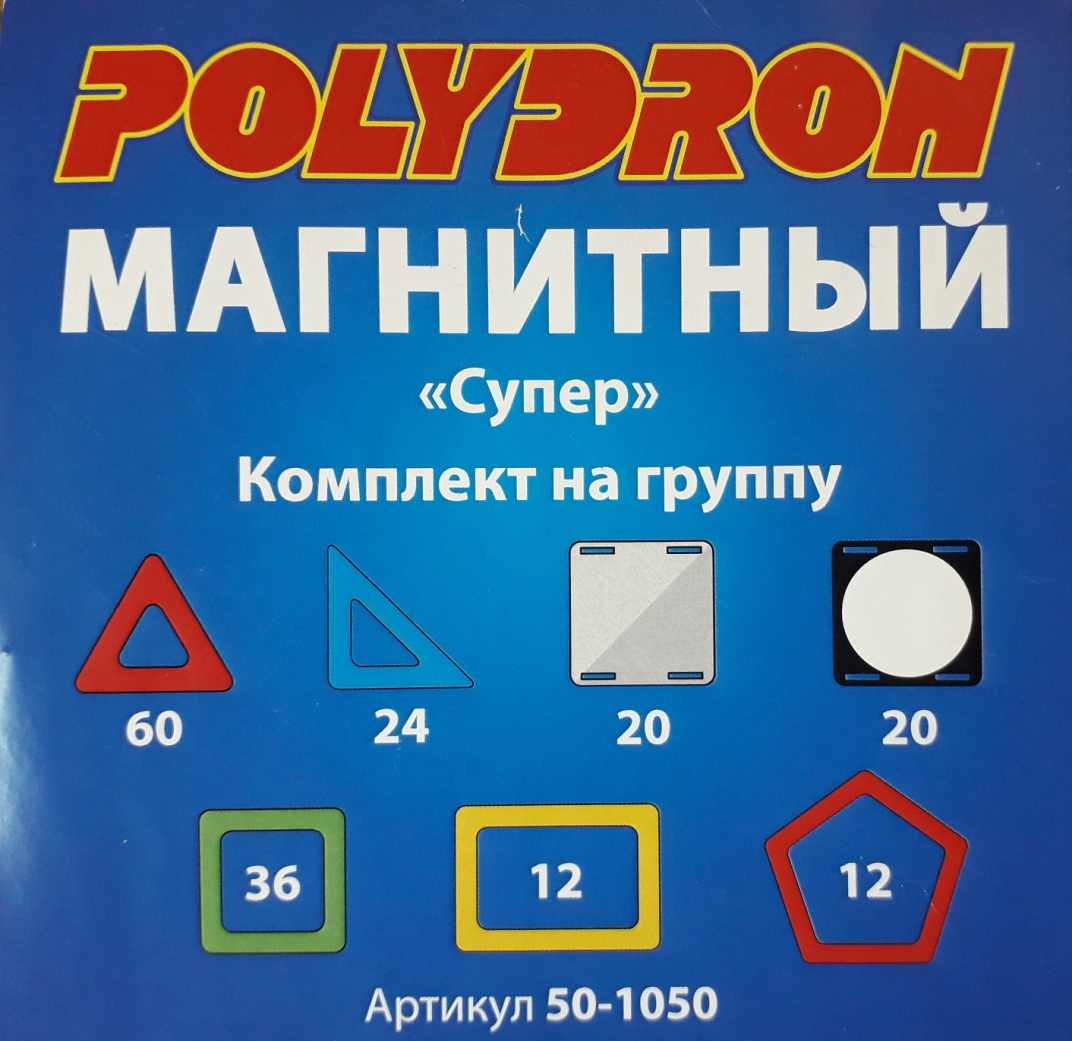 POLYDRON
МАГНИТНЫЙ
«Супер»
Комплект на группу
60 24 20 20
36 12 12
Артикул 50-1050